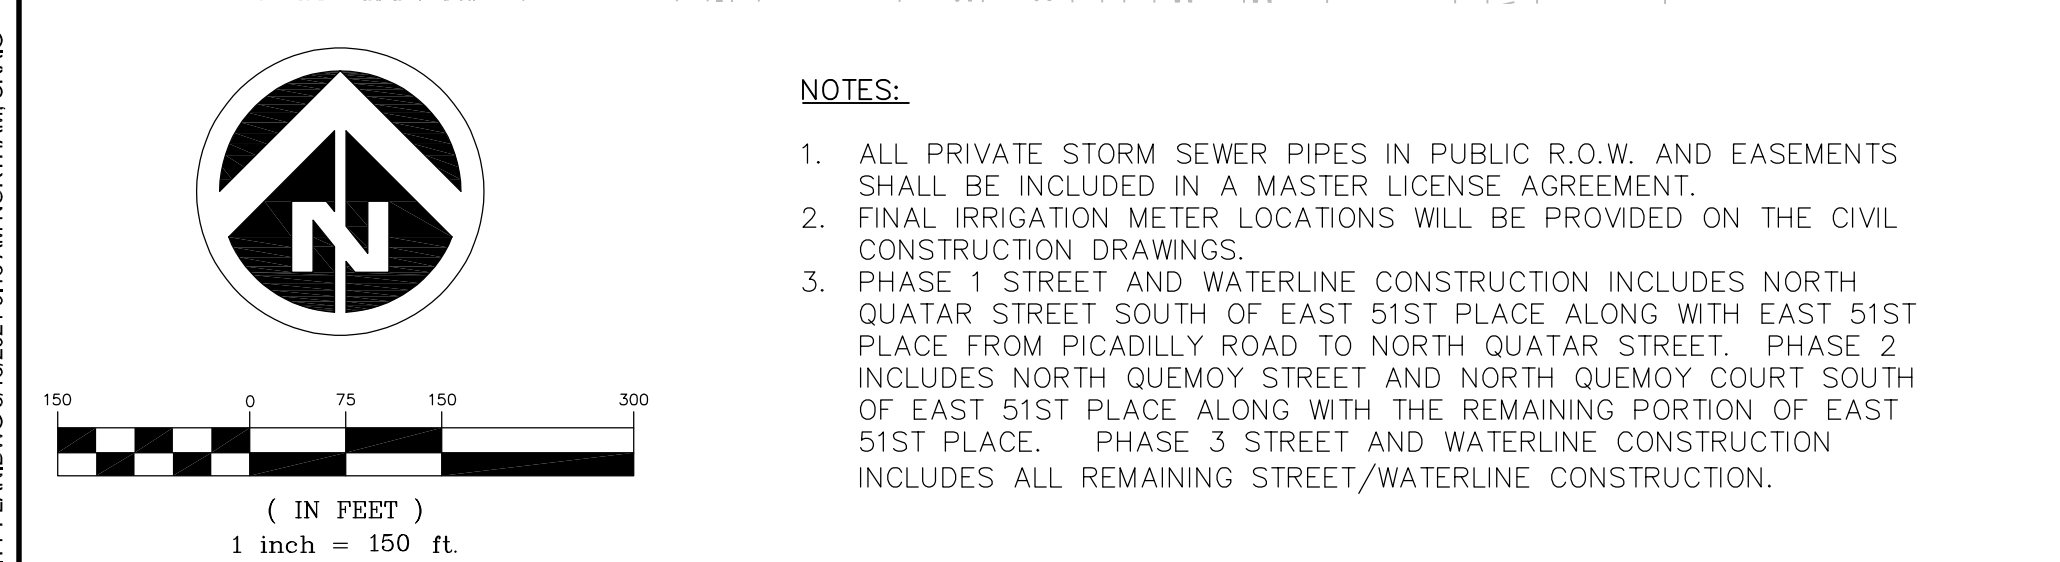 N
150 0 75 150 300
( IN FEET )
1 inch = 150 ft.
NOTES:
1. ALL PRIVATE STORM SEWER PIPES IN PUBLIC R.O.W. AND EASEMENTS
SHALL BE INCLUDED IN A MASTER LICENSE AGREEMENT.
2. FINAL IRRIGATION METER LOCATIONS WILL BE PROVIDED ON THE CIVIL
CONSTRUCTION DRAWINGS.
3. PHASE 1 STREET AND WATERLINE CONSTRUCTION INCLUDES NORTH
QUATAR STREET SOUTH OF EAST 51ST PLACE ALONG WITH EAST 51ST
PLACE FROM PICADILLY ROAD TO NORTH QUATAR STREET. PHASE 2
INCLUDES NORTH QUEMOY STREET AND NORTH QUEMOY COURT SOUTH
OF EAST 51ST PLACE ALONG WITH THE REMAINING PORTION OF EAST
51ST PLACE. PHASE 3 STREET AND WATERLINE CONSTRUCTION
INCLUDES ALL REMAINING STREET/WATERLINE CONSTRUCTION.